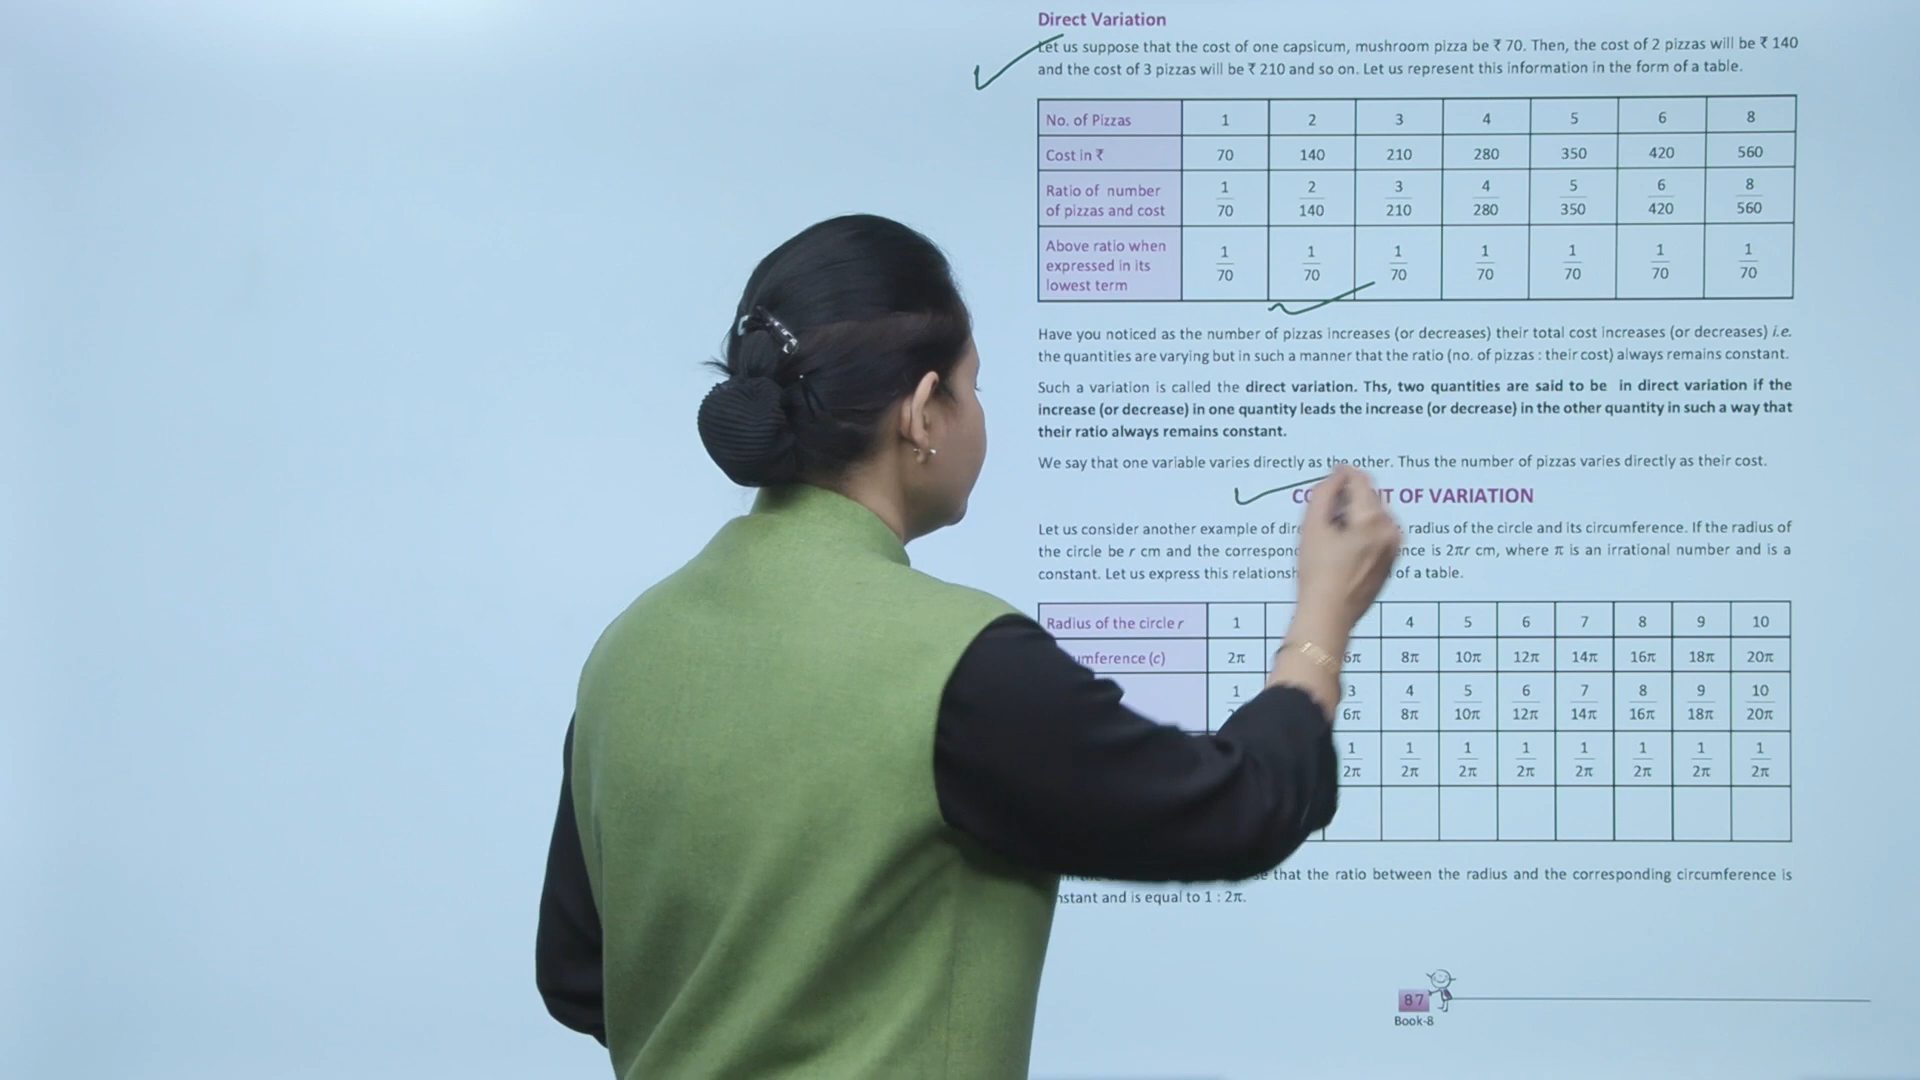 Direct Variation
Let us suppose that the cost of one capsicum, mushroom pizza be ₹ 70. Then, the cost of 2 pizzas will be ₹ 140
and the cost of 3 pizzas will be ₹ 210 and so on. Let us represent this information in the form of a table.
No. of Pizzas 1 2 3 4 5 6 8
Cost in ₹ 70 140 210 280 350 420 560
Ratio of number of pizzas and cost 1/70 2/140 3/210 4/280 5/350 6/420 8/560
Above ratio when expressed in its lowest term 1/70 1/70 1/70 1/70 1/70 1/70 1/70
Have you noticed as the number of pizzas increases (or decreases) their total cost increases (or decreases) i.e.
the quantities are varying but in such a manner that the ratio (no. of pizzas : their cost) always remains constant.
Such a variation is called the direct variation. Ths, two quantities are said to be in direct variation if the
increase (or decrease) in one quantity leads the increase (or decrease) in the other quantity in such a way that
their ratio always remains constant.
We say that one variable varies directly as the other. Thus the number of pizzas varies directly as their cost.
OF VARIATION
Let us consider another example of radius of the circle and its circumference. If the radius of
the circle be r cm and the is 2πr cm, where π is an irrational number and is a
constant. Let us express this of a table.
Radius of the circle r 1 4 5 6 7 8 9 10
(c) 2π 6π 8π 10π 12π 14π 16π 18π 20π
1 3/6π 4/8π 5/10π 6/12π 7/14π 8/16π 9/18π 10/20π
1/2π 1/2π 1/2π 1/2π 1/2π 1/2π 1/2π 1/2π
that the ratio between the radius and the corresponding circumference is
and is equal to 1 : 2π.
87
Book-8